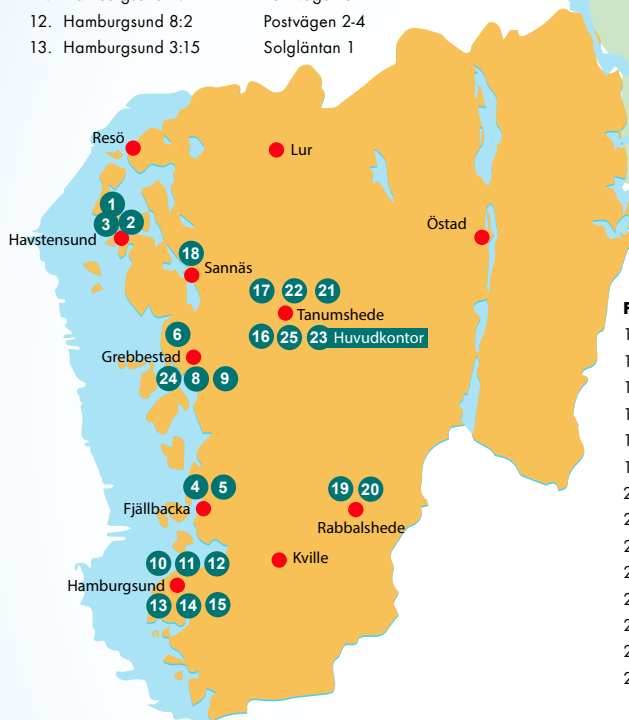 12. Hamburgsund 8:2 Postvägen 2-4
13. Hamburgsund 3:15 Solgläntan 1
Resö
Lur
1
3 2
Havstensund
Östad
18
Sannäs
17 22 21
Tanumshede
16 25 23 Huvudkontor
6
Grebbestad
24 8 9
4 5
Fjällbacka
19 20
Rabbalshede
10 11 12
Kville
Hamburgsund
13 14 15